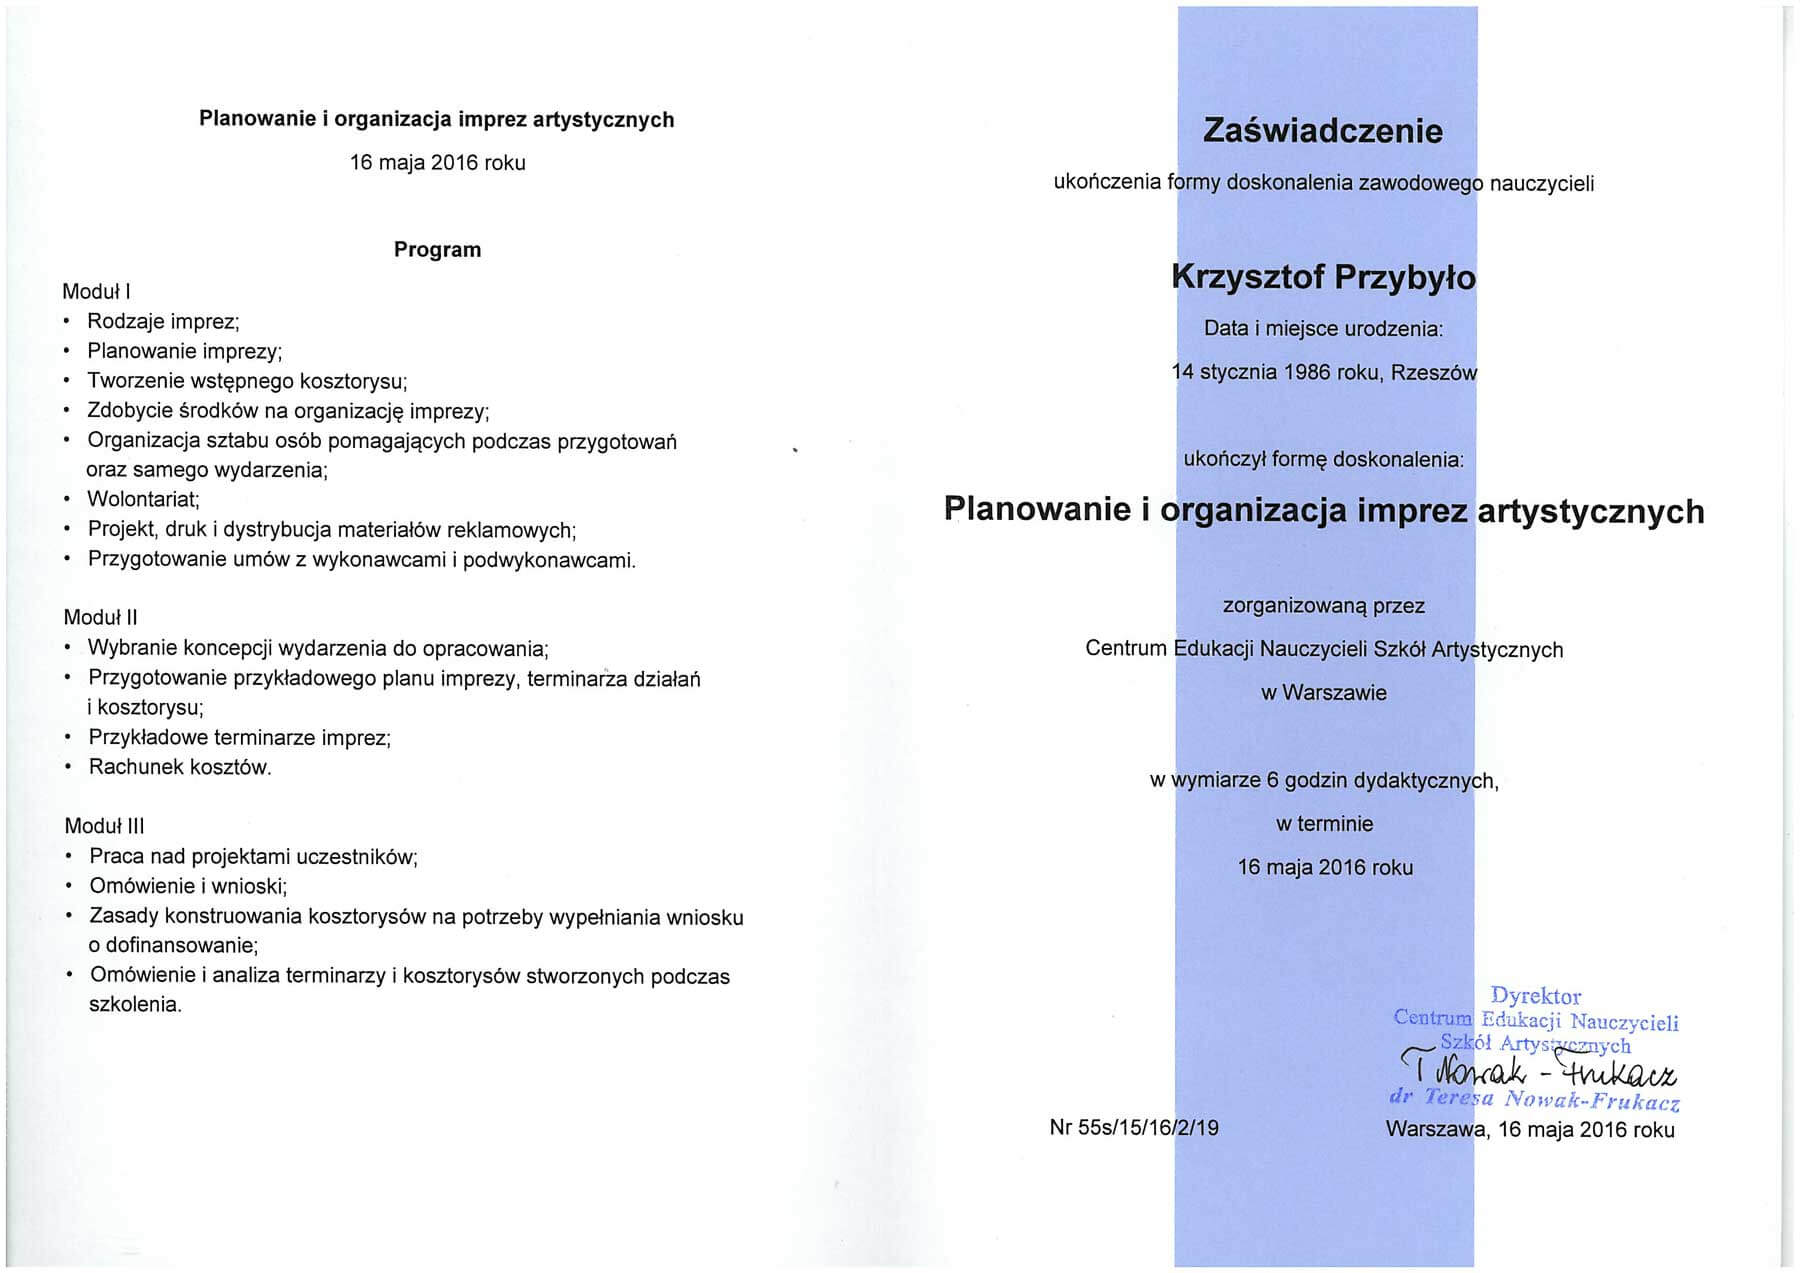 Planowanie i organizacja imprez artystycznych
16 maja 2016 roku
Program
Moduł I
• Rodzaje imprez;
• Planowanie imprezy;
• Tworzenie wstępnego kosztorysu;
• Zdobycie środków na organizację imprezy;
• Organizacja sztabu osób pomagających podczas przygotowań
oraz samego wydarzenia;
• Wolontariat;
• Projekt, druk i dystrybucja materiałów reklamowych;
• Przygotowanie umów z wykonawcami i podwykonawcami.
Moduł II
• Wybranie koncepcji wydarzenia do opracowania;
• Przygotowanie przykładowego planu imprezy, terminarza działań
i kosztorysu;
• Przykładowe terminarze imprez;
• Rachunek kosztów.
Moduł III
• Praca nad projektami uczestników;
• Omówienie i wnioski;
• Zasady konstruowania kosztorysów na potrzeby wypełniania wniosku
o dofinansowanie;
• Omówienie i analiza terminarzy i kosztorysów stworzonych podczas
szkolenia.
Zaświadczenie
ukończenia formy doskonalenia zawodowego nauczycieli
Krzysztof Przybyło
Data i miejsce urodzenia:
14 stycznia 1986 roku, Rzeszów
ukończył formę doskonalenia:
Planowanie i organizacja imprez artystycznych
zorganizowaną przez
Centrum Edukacji Nauczycieli Szkół Artystycznych
w Warszawie
w wymiarze 6 godzin dydaktycznych,
w terminie
16 maja 2016 roku
Dyrektor
Centrum Edukacji Nauczycieli
Szkół Artystycznych
T Nowak-Frukacz
dr Teresa Nowak-Frukacz
Nr 55s/15/16/2/19
Warszawa, 16 maja 2016 roku